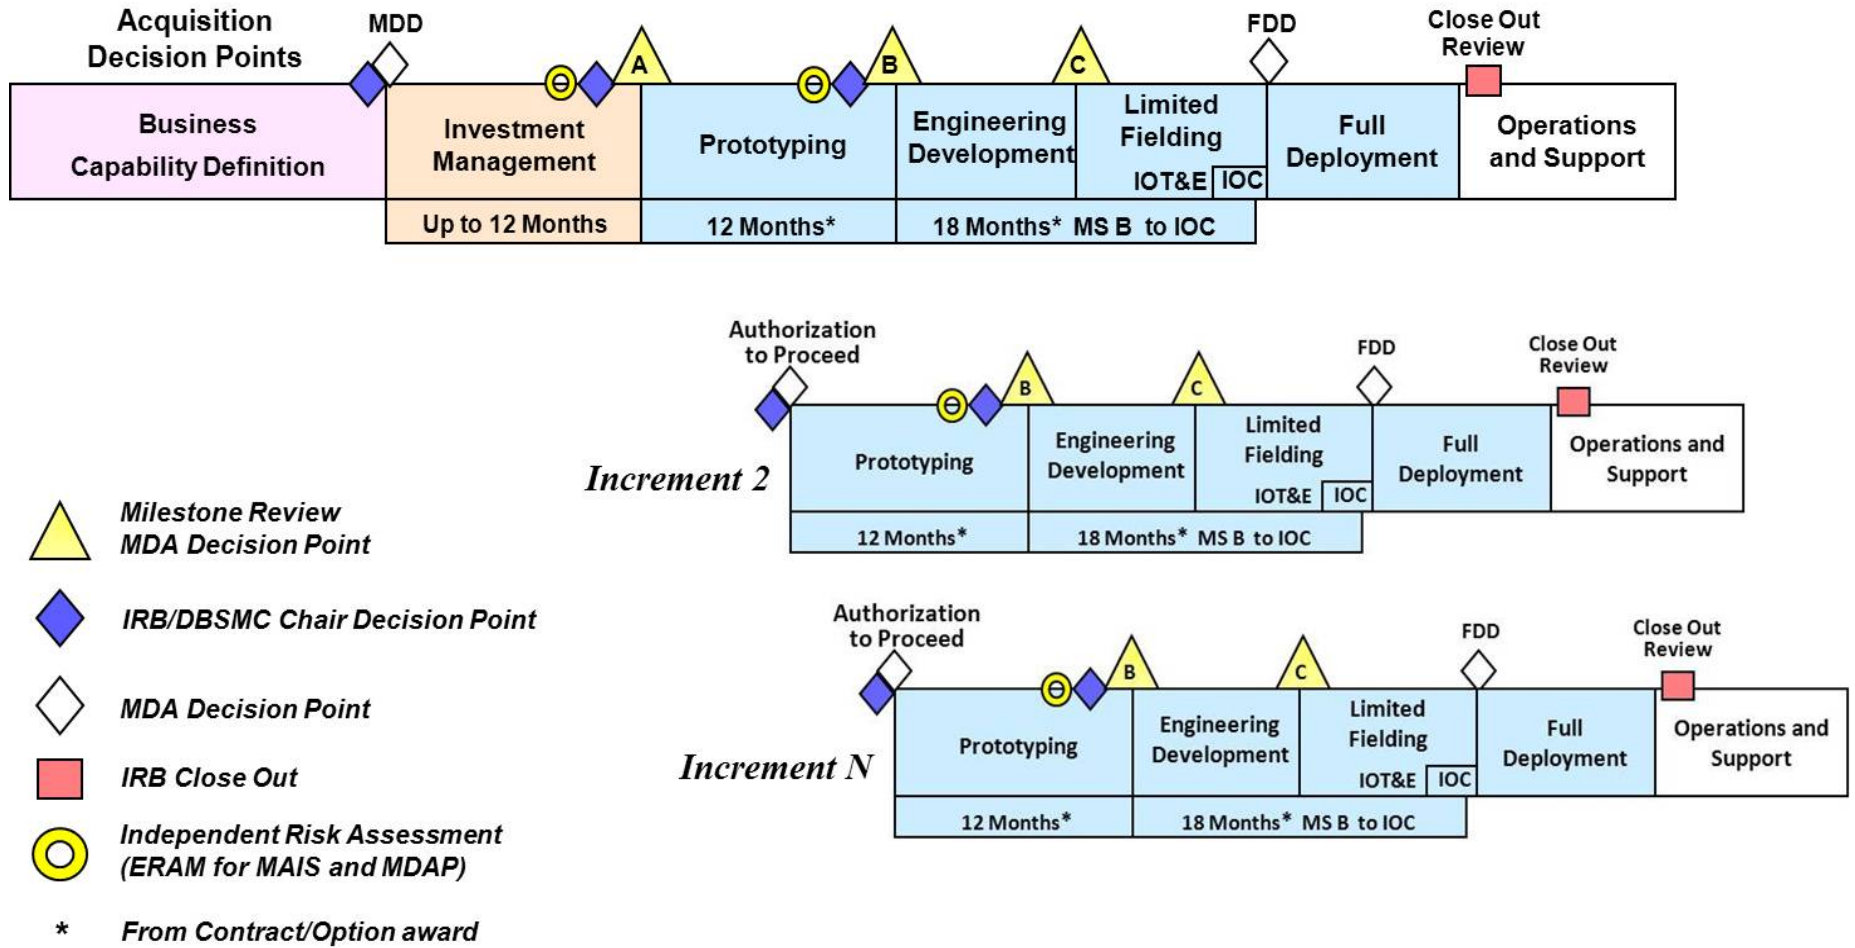 Acquisition
Decision Points
MDD
A
B
C
FDD
Close Out
Review
Business
Capability Definition
Investment
Management
Prototyping
Engineering
Development
Limited
Fielding
IOT&E
IOC
Full
Deployment
Operations
and Support
Up to 12 Months
12 Months*
18 Months* MS B to IOC
Authorization
to Proceed
B
C
FDD
Close Out
Review
Increment 2
Prototyping
Engineering
Development
Limited
Fielding
IOT&E
IOC
Full
Deployment
Operations and
Support
12 Months*
18 Months* MS B to IOC
Authorization
to Proceed
B
C
FDD
Close Out
Review
Increment N
Prototyping
Engineering
Development
Limited
Fielding
IOT&E
IOC
Full
Deployment
Operations and
Support
12 Months*
18 Months* MS B to IOC
Milestone Review
MDA Decision Point
IRB/DBSMC Chair Decision Point
MDA Decision Point
IRB Close Out
Independent Risk Assessment
(ERAM for MAIS and MDAP)
* From Contract/Option award